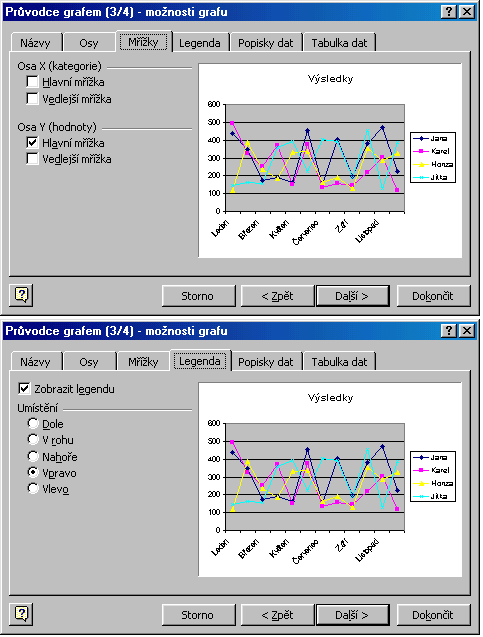 Průvodce grafem (3/4) - možnosti grafu
Názvy Osy Mřížky Legenda Popisky dat Tabulka dat
Osa X (kategorie)
Hlavní mřížka
Vedlejší mřížka
Osa Y (hodnoty)
Hlavní mřížka
Vedlejší mřížka
Výsledky
600
500
400
300
200
100
0
Leden Březen Květen Červenec Září Listopad
Jana
Karel
Honza
Jitka
Storno < Zpět Další > Dokončit
Průvodce grafem (3/4) - možnosti grafu
Názvy Osy Mřížky Legenda Popisky dat Tabulka dat
Zobrazit legendu
Umístění
Dole
V rohu
Nahoře
Vpravo
Vlevo
Výsledky
600
500
400
300
200
100
0
Leden Březen Květen Červenec Září Listopad
Jana
Karel
Honza
Jitka
Storno < Zpět Další > Dokončit